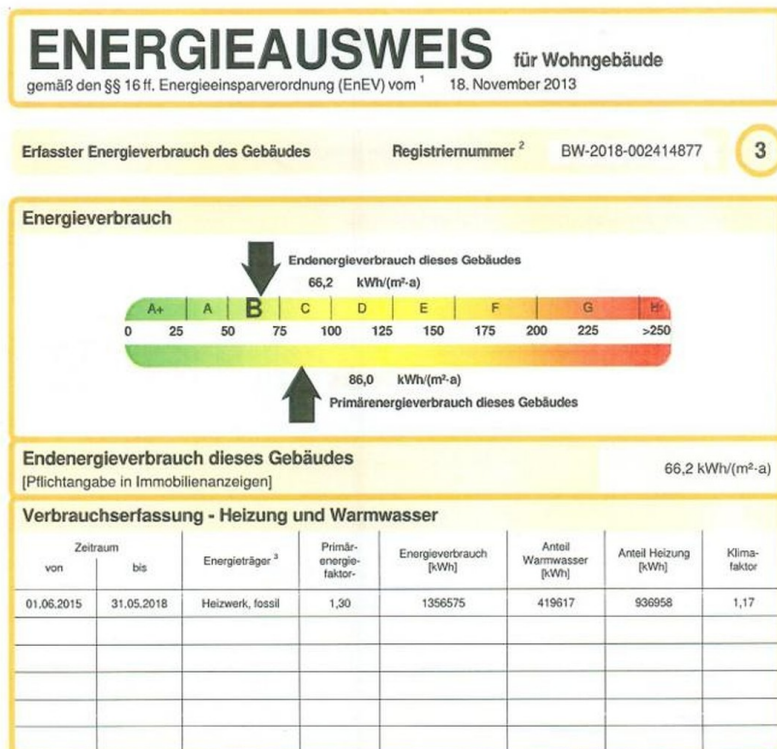 ENERGIEAUSWEIS für Wohngebäude
gemäß den §§ 16 ff. Energieeinsparverordnung (EnEV) vom ¹ 18. November 2013
Erfasster Energieverbrauch des Gebäudes Registriernummer ² BW-2018-002414877 3
Energieverbrauch
Endenergieverbrauch dieses Gebäudes
66,2 kWh/(m²·a)
A+ A B C D E F G H
0 25 50 75 100 125 150 175 200 225 >250
86,0 kWh/(m²·a)
Primärenergieverbrauch dieses Gebäudes
Endenergieverbrauch dieses Gebäudes
[Pflichtangabe in Immobilienanzeigen]
66,2 kWh/(m²·a)
Verbrauchserfassung - Heizung und Warmwasser
Zeitraum
von bis
Energieträger ³
Primär-
energie-
faktor-
Energieverbrauch
[kWh]
Anteil
Warmwasser
[kWh]
Anteil Heizung
[kWh]
Klima-
faktor
01.06.2015 31.05.2018 Heizwerk, fossil 1,30 1356575 419617 936958 1,17